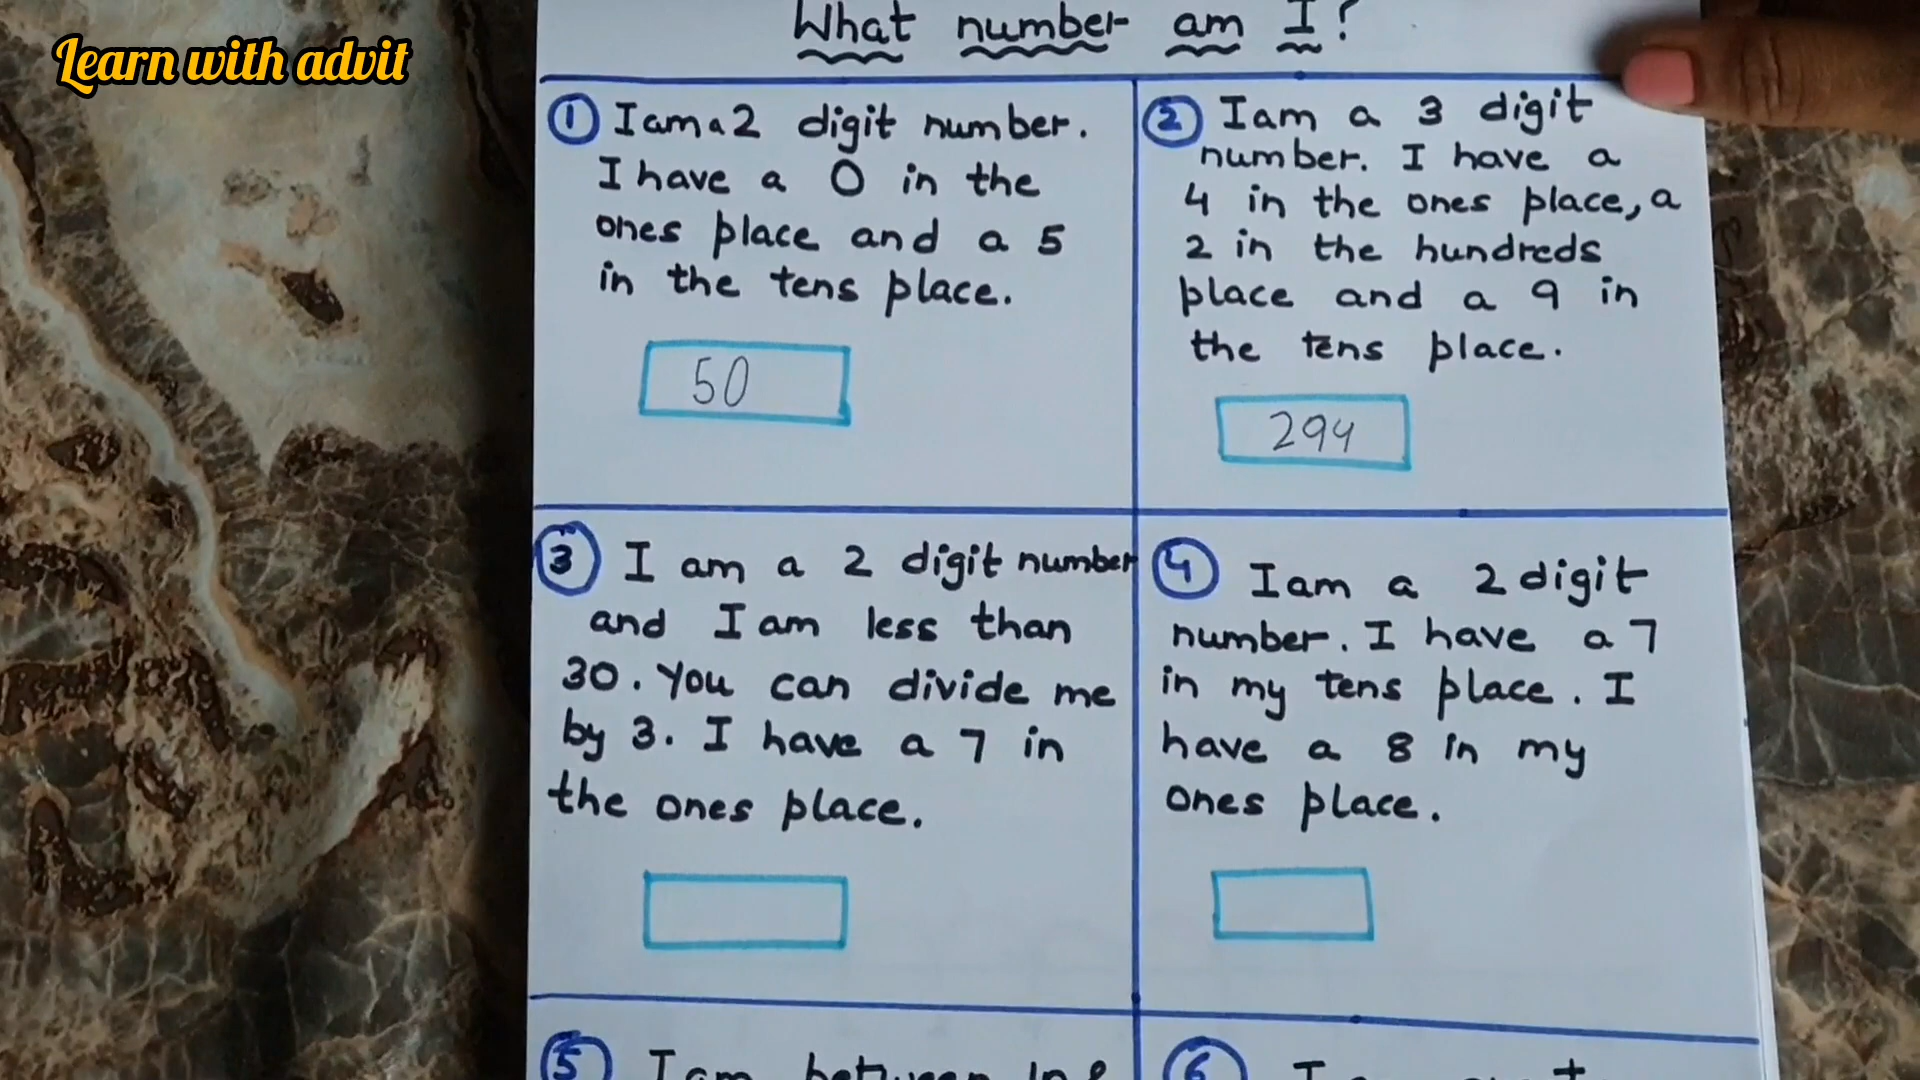 Learn with advit
What number am I?
1 I am a 2 digit number.
I have a 0 in the
ones place and a 5
in the tens place.
50
2 I am a 3 digit
number. I have a
4 in the ones place, a
2 in the hundreds
place and a 9 in
the tens place.
294
3 I am a 2 digit number
and I am less than
30. You can divide me
by 3. I have a 7 in
the ones place.
4 I am a 2 digit
number. I have a 7
in my tens place. I
have a 8 in my
ones place.
5 I am between
6 I